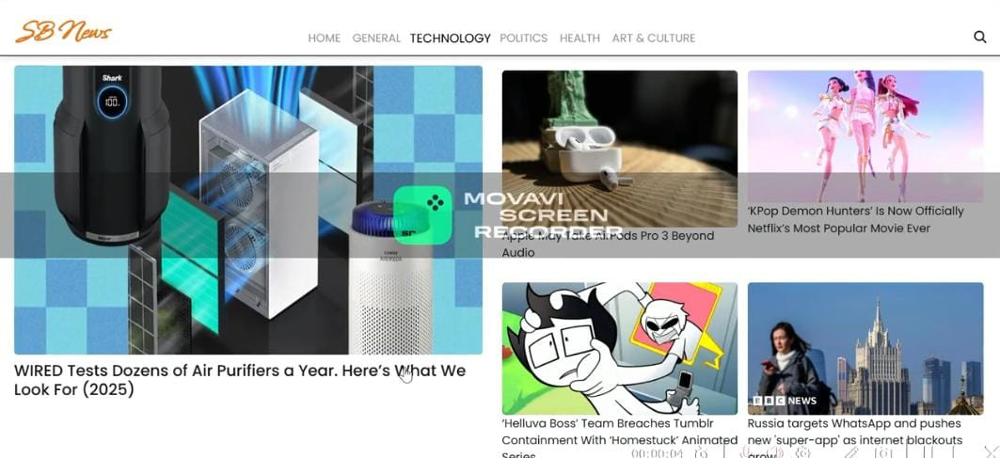 SB News
HOME GENERAL TECHNOLOGY POLITICS HEALTH ART & CULTURE
Shark
100
WIRED Tests Dozens of Air Purifiers a Year. Here's What We
Look For (2025)
MOVAVI
SCREEN
RECORDER
Apple May Take AirPods Pro 3 Beyond
Audio
'KPop Demon Hunters' Is Now Officially
Netflix's Most Popular Movie Ever
'Helluva Boss' Team Breaches Tumblr
Containment With 'Homestuck' Animated
Series
BBC NEWS
Russia targets WhatsApp and pushes
new 'super-app' as internet blackouts
grow
00:00:04